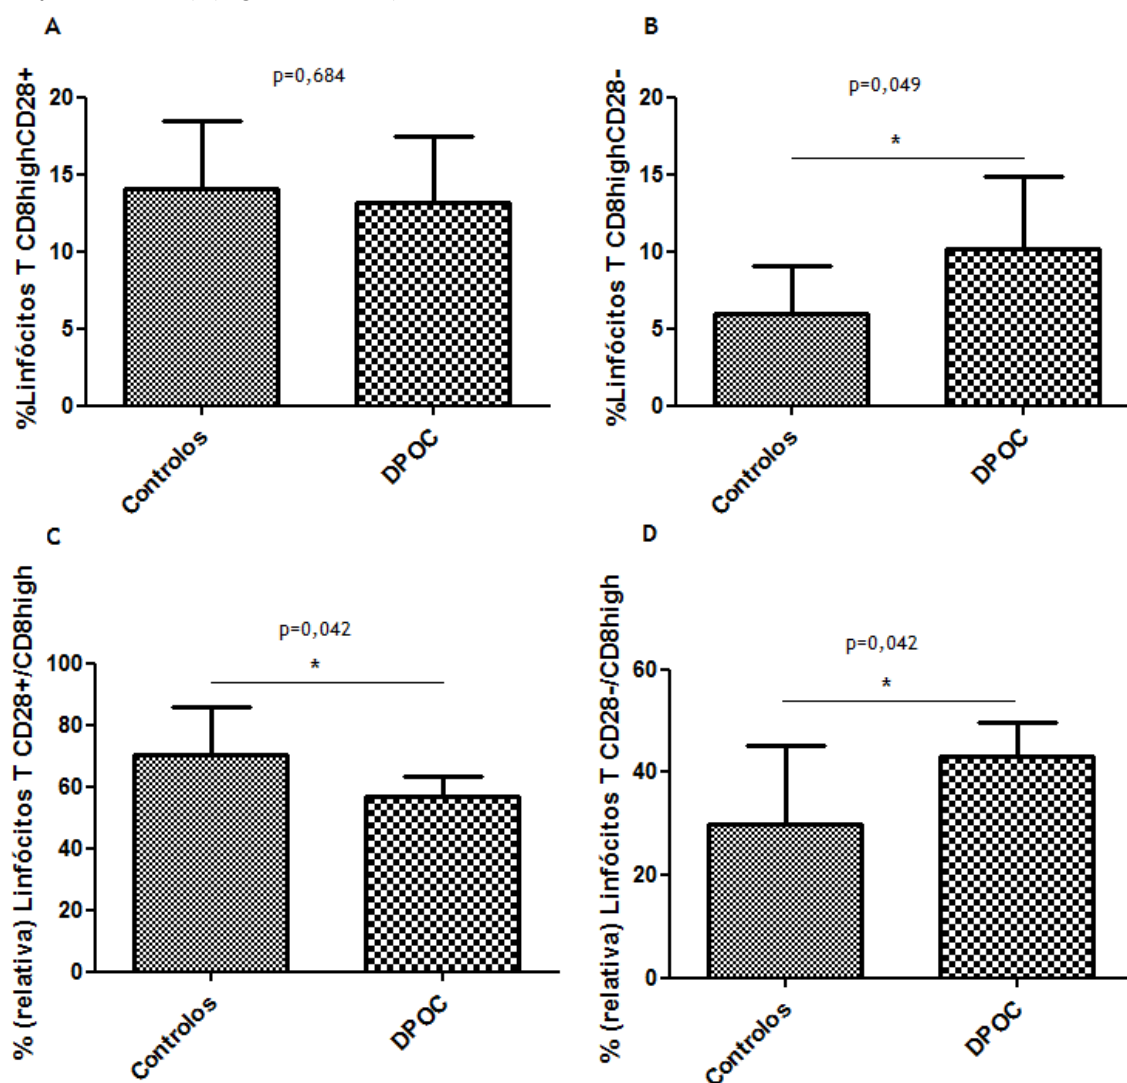 A
p=0,684
%Linfócitos T CD8highCD28+
20
15
10
5
0
Controlos
DPOC
B
p=0,049
*
%Linfócitos T CD8highCD28-
20
15
10
5
0
Controlos
DPOC
C
p=0,042
*
% (relativa) Linfócitos T CD28+/CD8high
100
80
60
40
20
0
Controlos
DPOC
D
p=0,042
*
% (relativa) Linfócitos T CD28-/CD8high
60
40
20
0
Controlos
DPOC